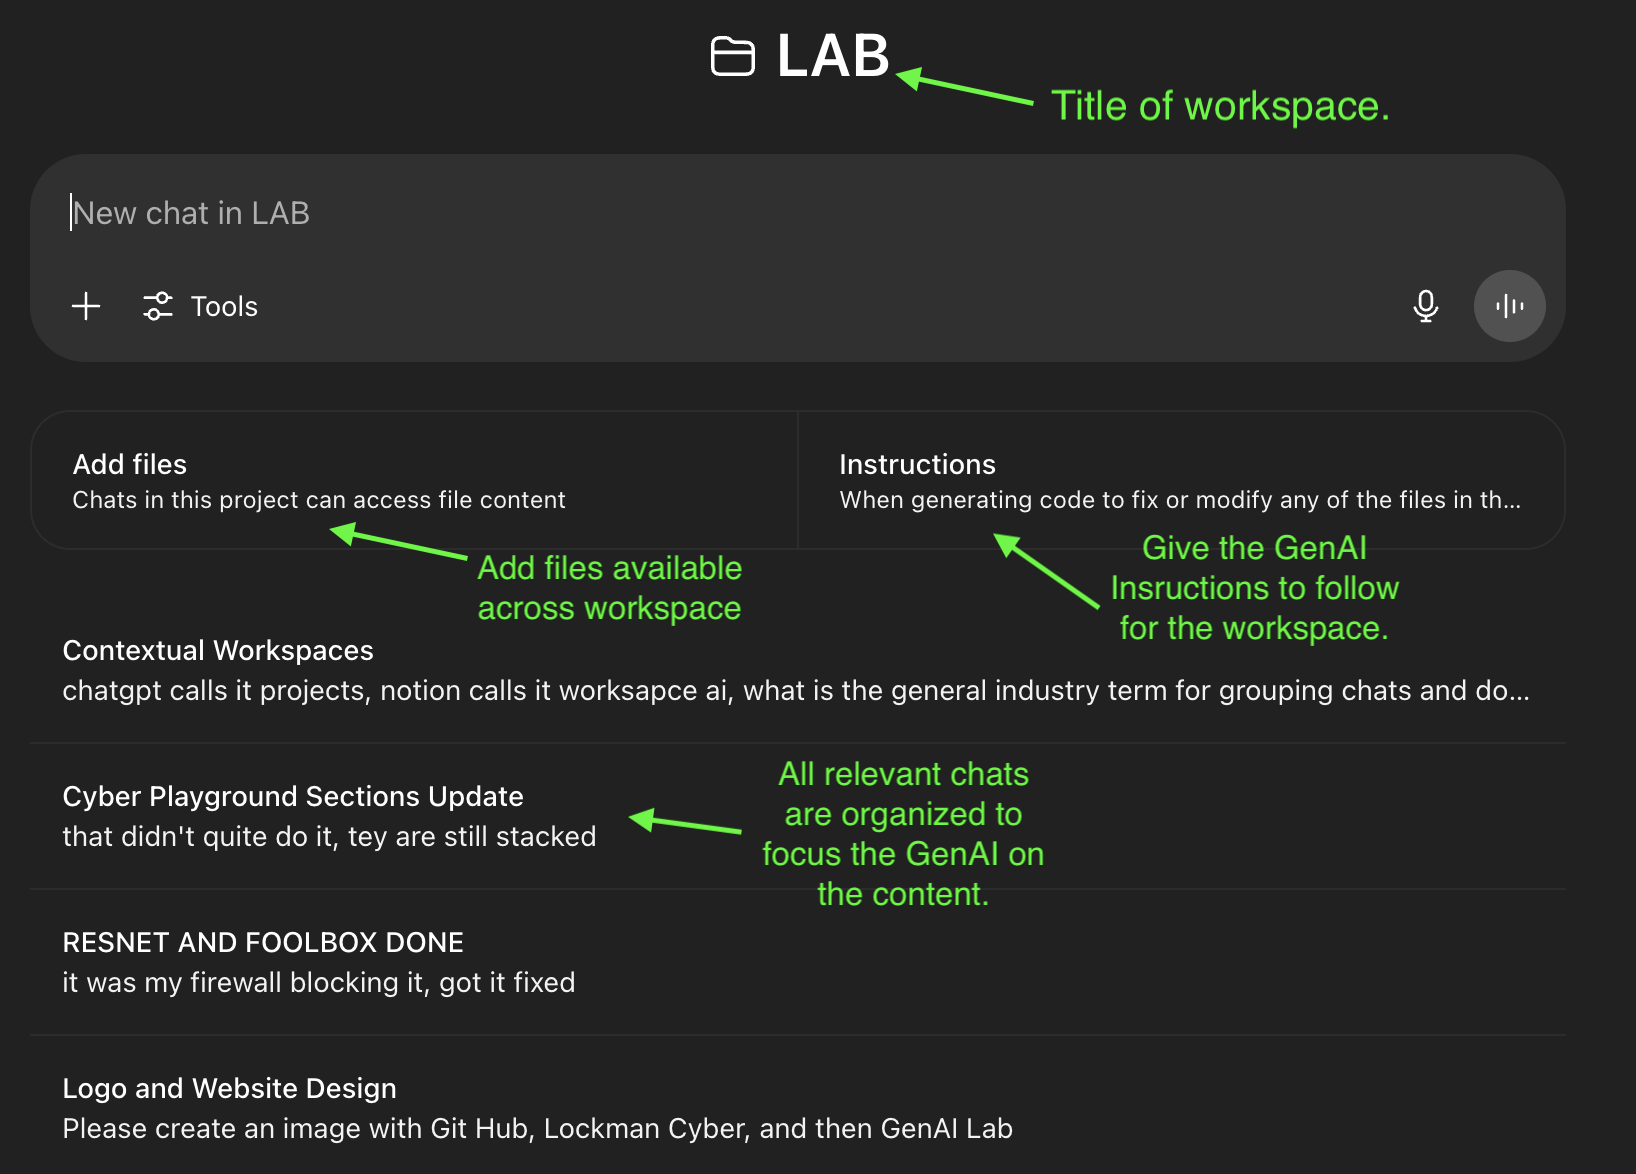 LAB
Title of workspace.
New chat in LAB
Tools
Add files
Chats in this project can access file content
Add files available
across workspace
Instructions
When generating code to fix or modify any of the files in th...
Give the GenAI
Insructions to follow
for the workspace.
Contextual Workspaces
chatgpt calls it projects, notion calls it worksapce ai, what is the general industry term for grouping chats and do...
Cyber Playground Sections Update
that didn't quite do it, tey are still stacked
All relevant chats
are organized to
focus the GenAI on
the content.
RESNET AND FOOLBOX DONE
it was my firewall blocking it, got it fixed
Logo and Website Design
Please create an image with Git Hub, Lockman Cyber, and then GenAI Lab